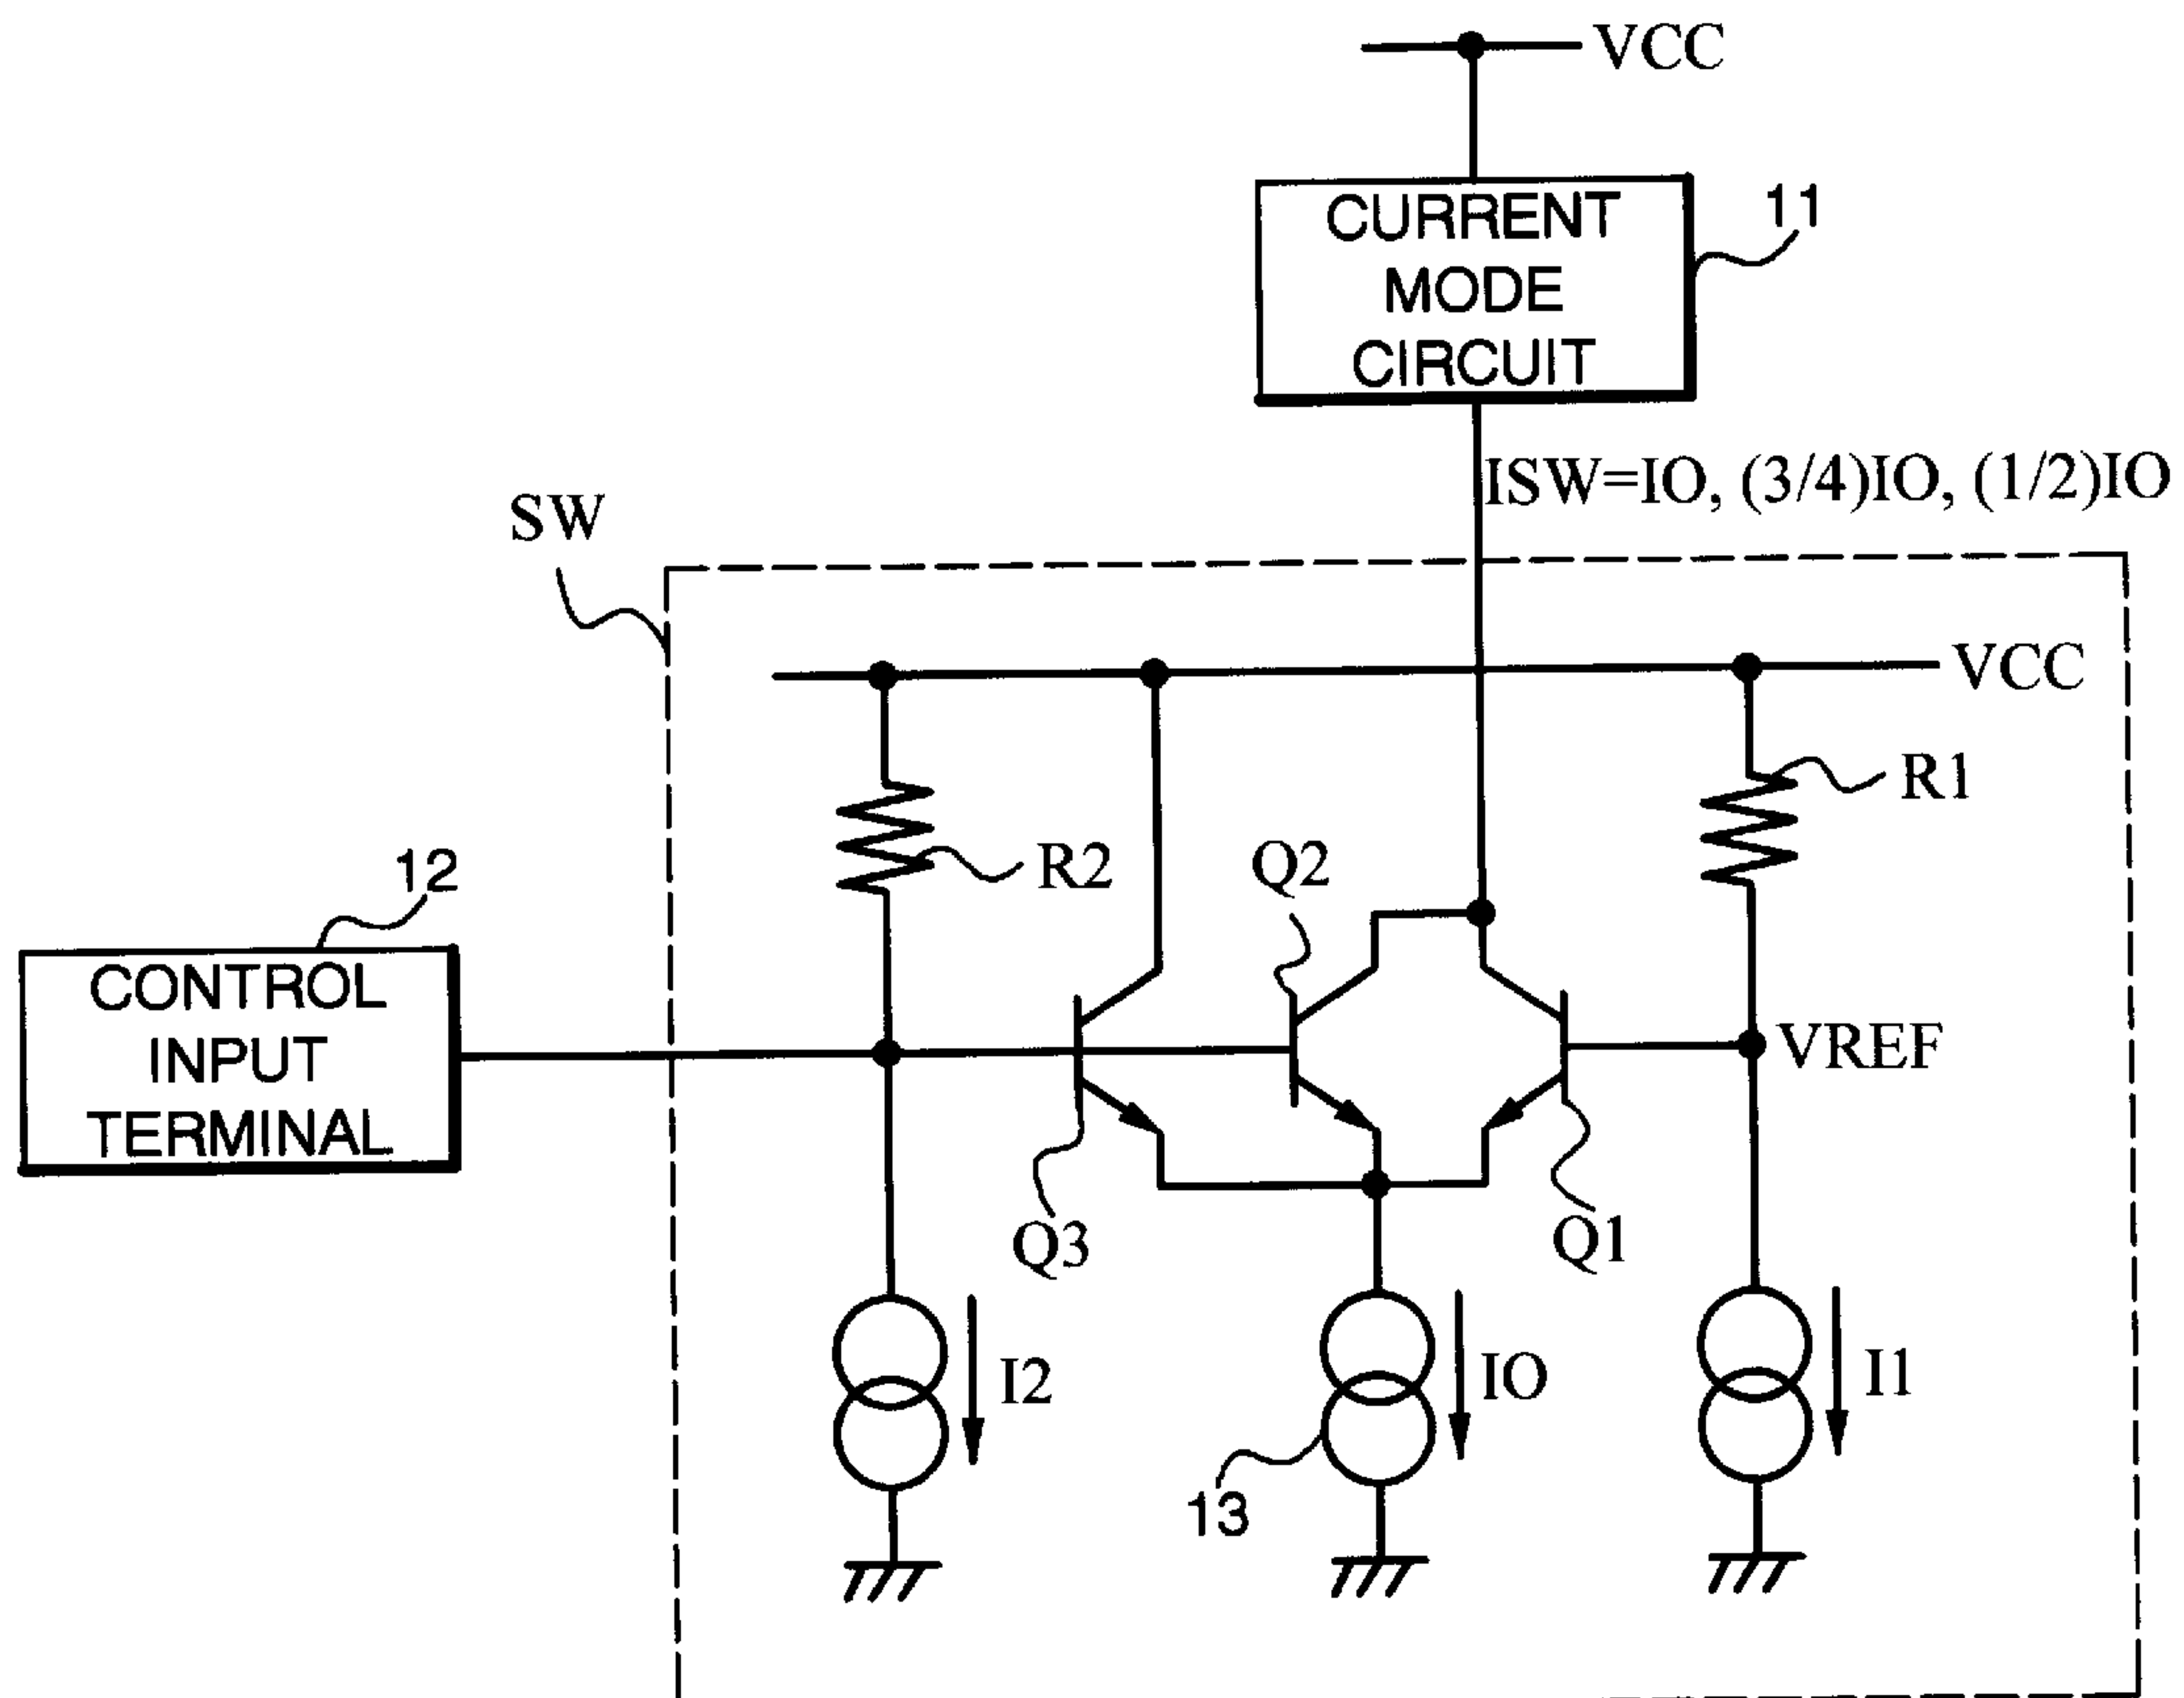 VCC
CURRENT
MODE
CIRCUIT
11
ISW=IO, (3/4)IO, (1/2)IO
SW
VCC
R1
R2
Q2
12
CONTROL
INPUT
TERMINAL
VREF
Q3
Q1
I2
IO
I1
13